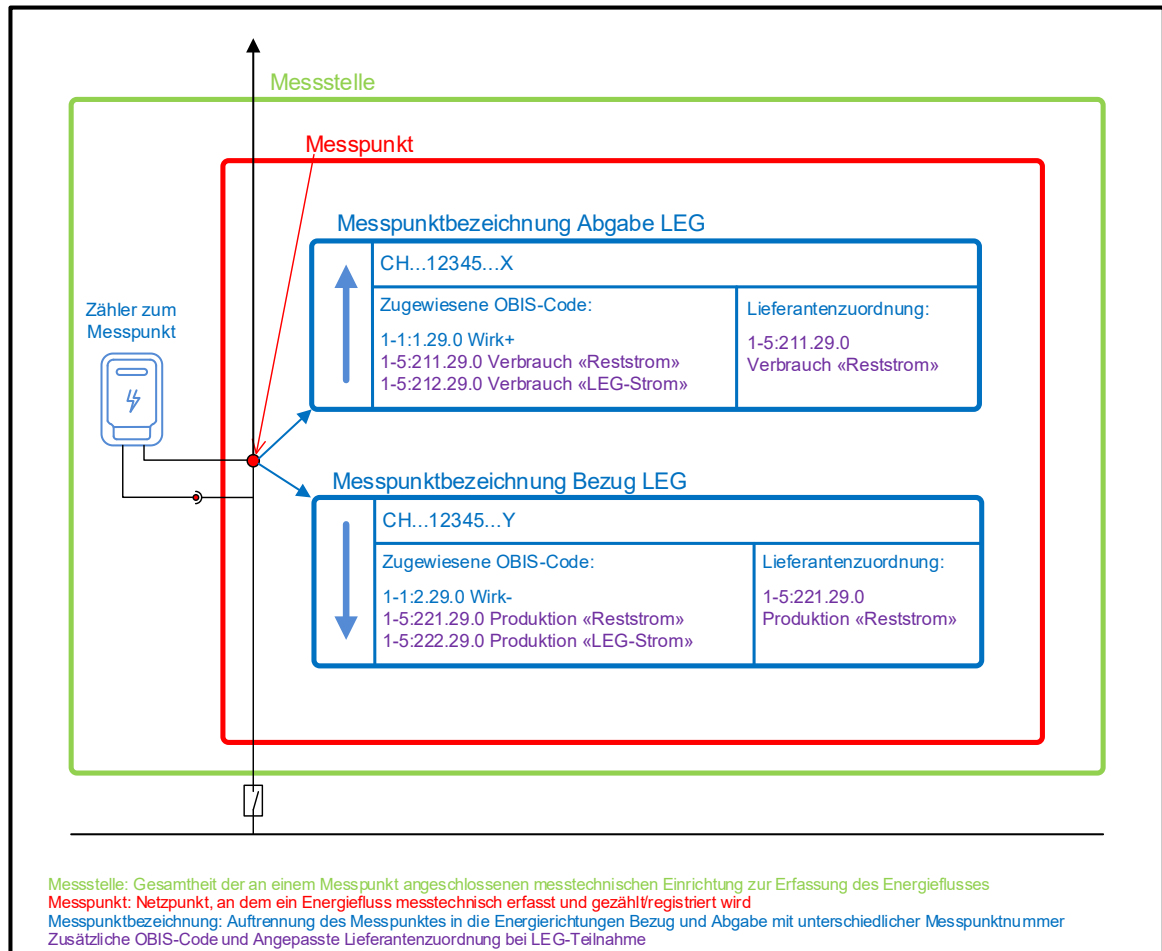 Messstelle
Messpunkt
Messpunktbezeichnung Abgabe LEG
CH...12345...X
Zugewiesene OBIS-Code:
1-1:1.29.0 Wirk+
1-5:211.29.0 Verbrauch «Reststrom»
1-5:212.29.0 Verbrauch «LEG-Strom»
Lieferantenzuordnung:
1-5:211.29.0
Verbrauch «Reststrom»
Zähler zum
Messpunkt
Messpunktbezeichnung Bezug LEG
CH...12345...Y
Zugewiesene OBIS-Code:
1-1:2.29.0 Wirk-
1-5:221.29.0 Produktion «Reststrom»
1-5:222.29.0 Produktion «LEG-Strom»
Lieferantenzuordnung:
1-5:221.29.0
Produktion «Reststrom»
Messstelle: Gesamtheit der an einem Messpunkt angeschlossenen messtechnischen Einrichtung zur Erfassung des Energieflusses
Messpunkt: Netzpunkt, an dem ein Energiefluss messtechnisch erfasst und gezählt/registriert wird
Messpunktbezeichnung: Auftrennung des Messpunktes in die Energierichtungen Bezug und Abgabe mit unterschiedlicher Messpunktnummer
Zusätzliche OBIS-Code und Angepasste Lieferantenzuordnung bei LEG-Teilnahme